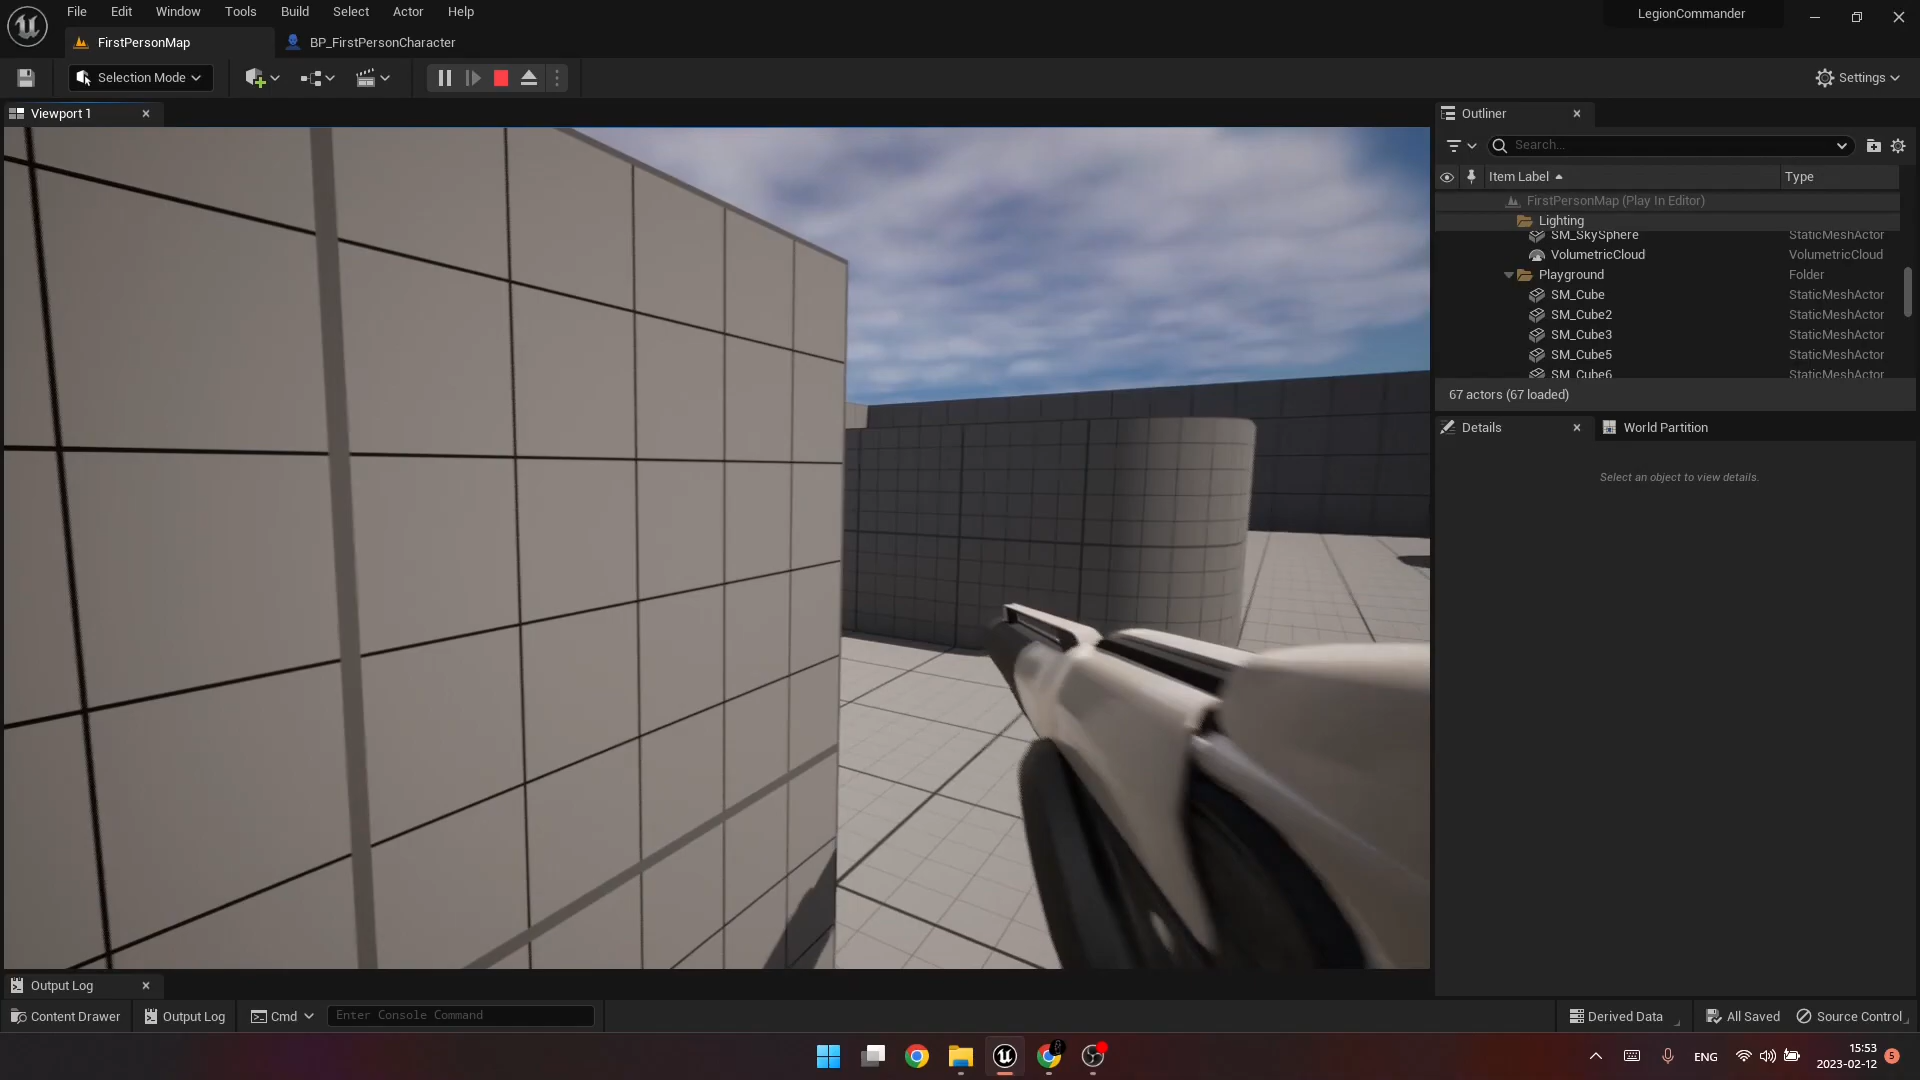 File Edit Window Tools Build Select Actor Help
LegionCommander
FirstPersonMap
BP_FirstPersonCharacter
Selection Mode
Settings
Viewport 1
Outliner
Search...
Item Label
Type
FirstPersonMap (Play In Editor)
Lighting
SM_SkySphere StaticMeshActor
VolumetricCloud VolumetricCloud
Playground Folder
SM_Cube StaticMeshActor
SM_Cube2 StaticMeshActor
SM_Cube3 StaticMeshActor
SM_Cube5 StaticMeshActor
SM_Cube6 StaticMeshActor
67 actors (67 loaded)
Details
World Partition
Select an object to view details.
Output Log
Content Drawer
Output Log
Cmd
Enter Console Command
Derived Data
All Saved
Source Control
ENG
15:53
2023-02-12
5